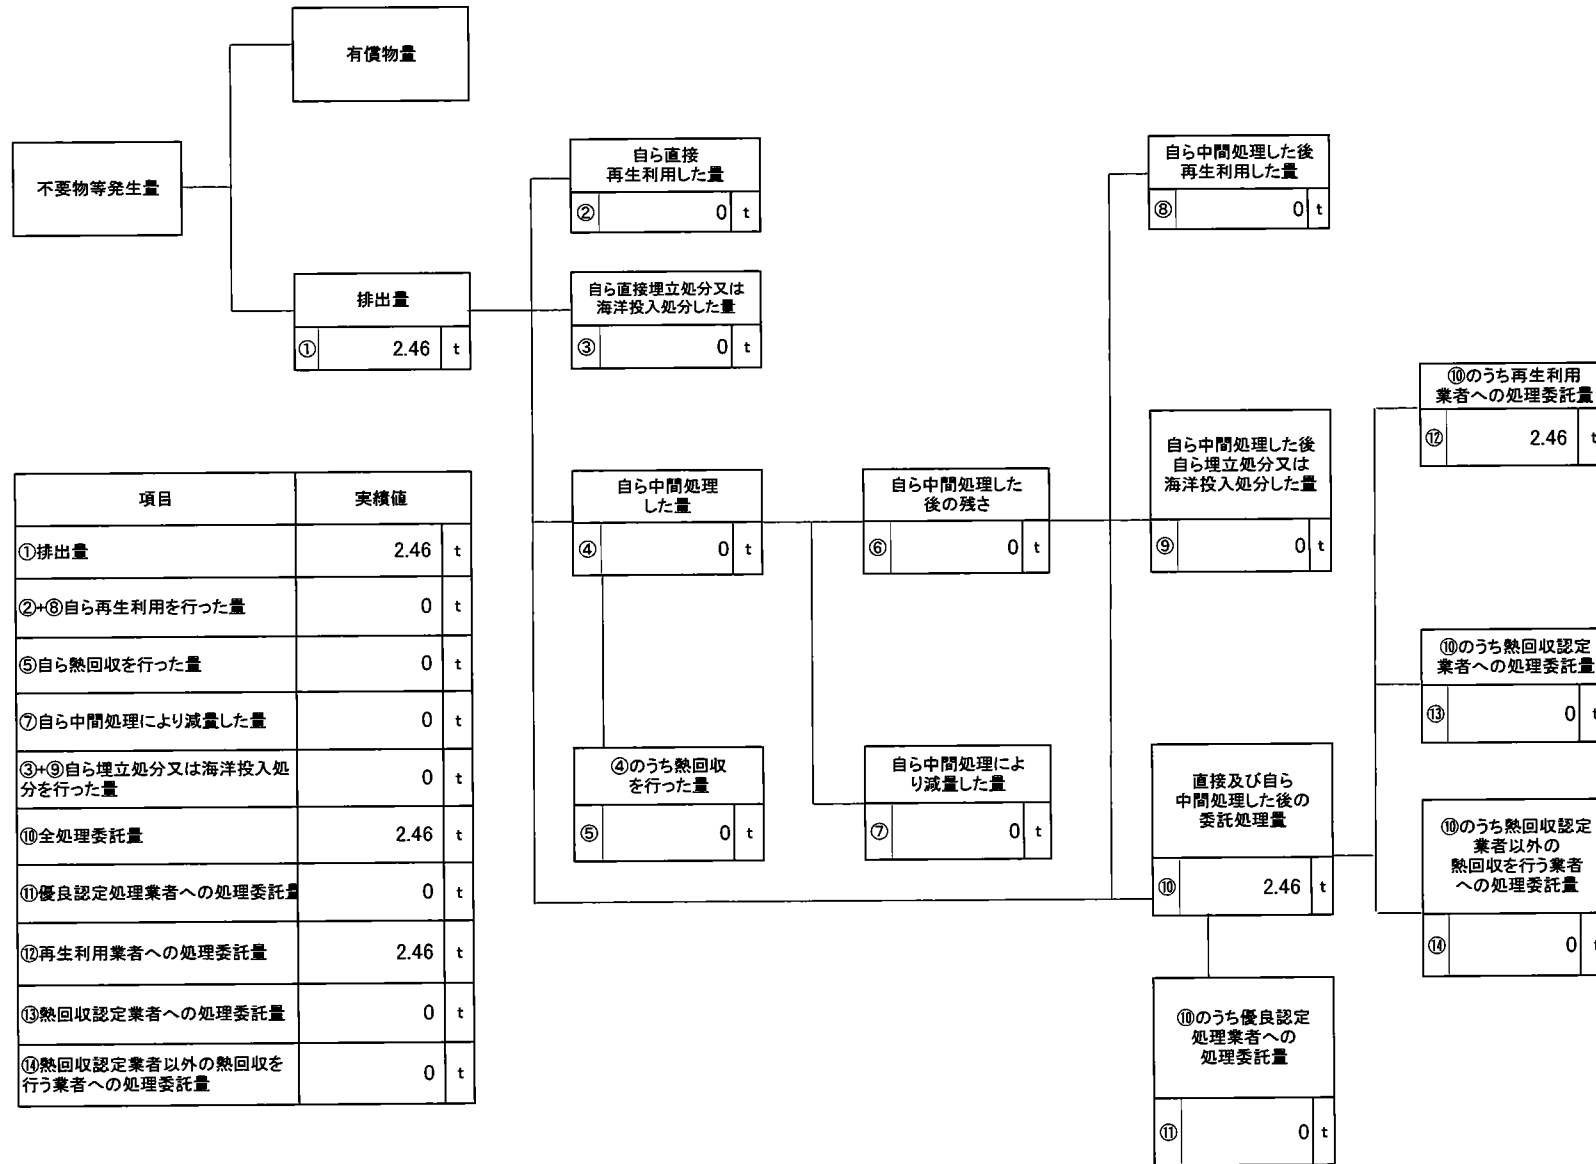 有償物量
不要物等発生量
排出量
① 2.46 t
自ら直接
再生利用した量
② 0 t
自ら直接埋立処分又は
海洋投入処分した量
③ 0 t
自ら中間処理
した量
④ 0 t
④のうち熱回収
を行った量
⑤ 0 t
自ら中間処理した
後の残さ
⑥ 0 t
自ら中間処理によ
り減量した量
⑦ 0 t
自ら中間処理した後
再生利用した量
⑧ 0 t
自ら中間処理した後
自ら埋立処分又は
海洋投入処分した量
⑨ 0 t
直接及び自ら
中間処理した後の
委託処理量
⑩ 2.46 t
⑩のうち優良認定
処理業者への
処理委託量
⑪ 0 t
⑩のうち再生利用
業者への処理委託量
⑫ 2.46 t
⑩のうち熱回収認定
業者への処理委託量
⑬ 0 t
⑩のうち熱回収認定
業者以外の
熱回収を行う業者
への処理委託量
⑭ 0 t
項目 実績値
①排出量 2.46 t
②+⑧自ら再生利用を行った量 0 t
⑤自ら熱回収を行った量 0 t
⑦自ら中間処理により減量した量 0 t
③+⑨自ら埋立処分又は海洋投入処
分を行った量 0 t
⑩全処理委託量 2.46 t
⑪優良認定処理業者への処理委託量 0 t
⑫再生利用業者への処理委託量 2.46 t
⑬熱回収認定業者への処理委託量 0 t
⑭熱回収認定業者以外の熱回収を
行う業者への処理委託量 0 t